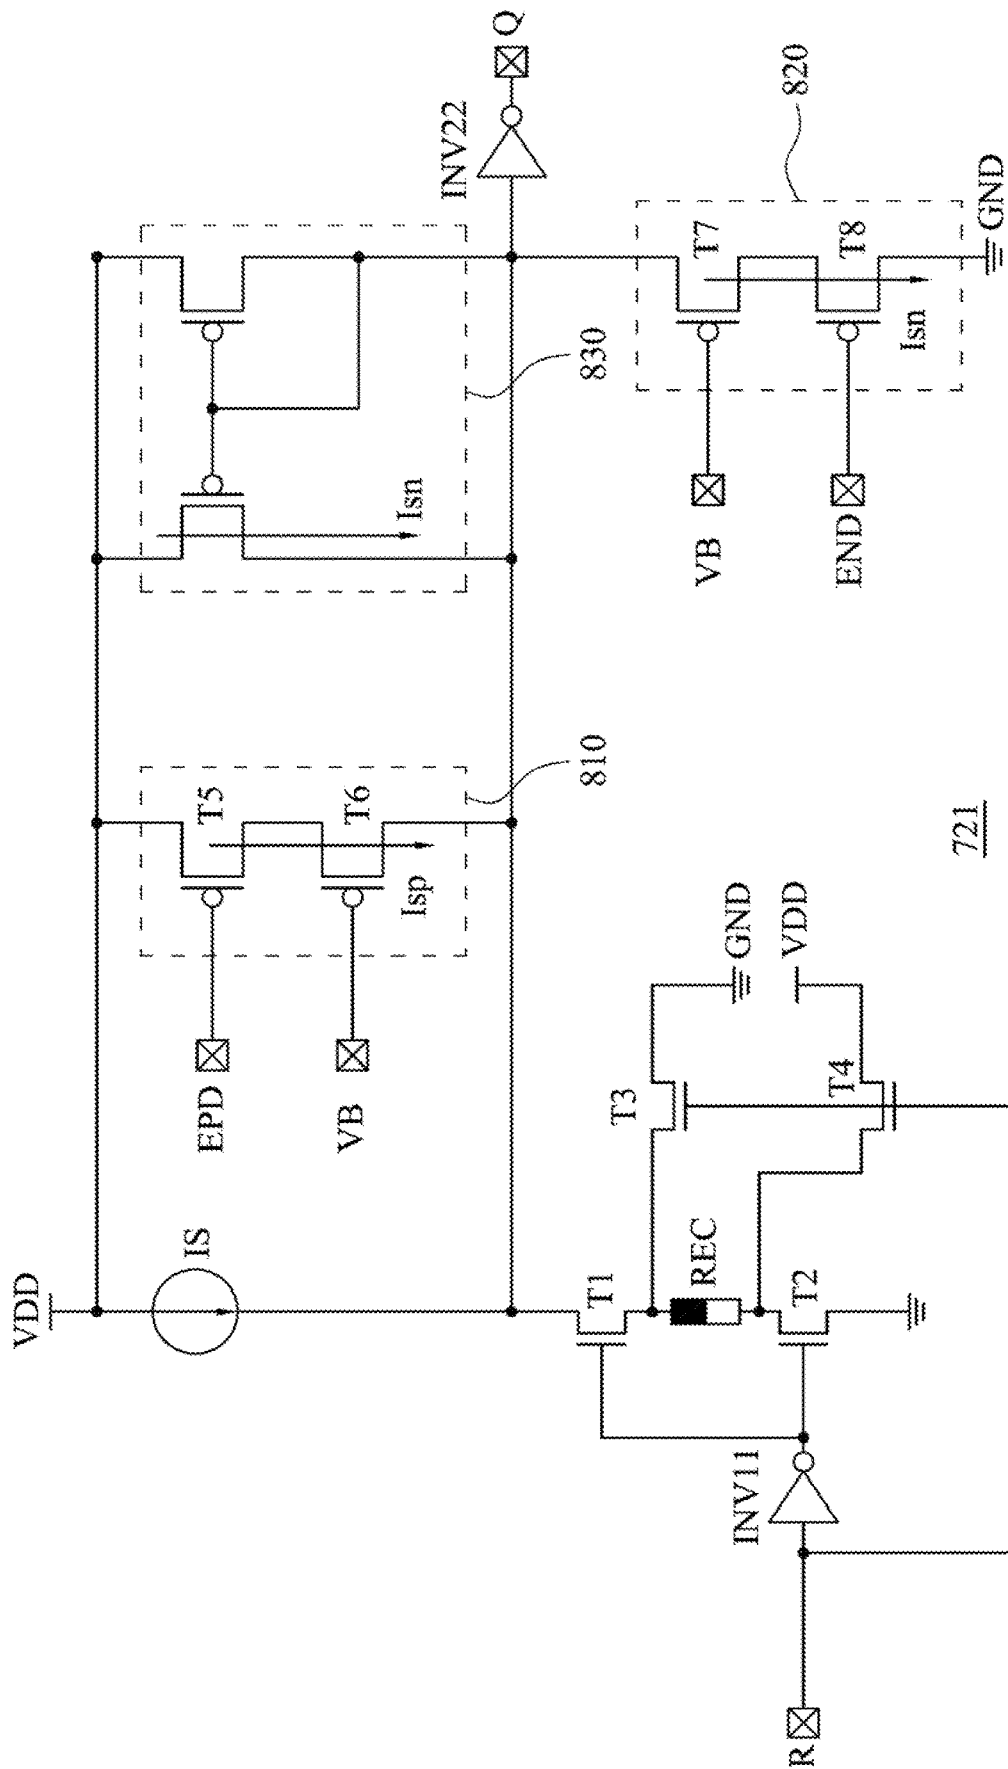 VDD
IS
EPD
VB
T5
T6
Isp
810
Isn
830
INV22
Q
VB
END
T7
T8
Isn
820
GND
R
INV11
T1
REC
T2
T3
GND
T4
VDD
721